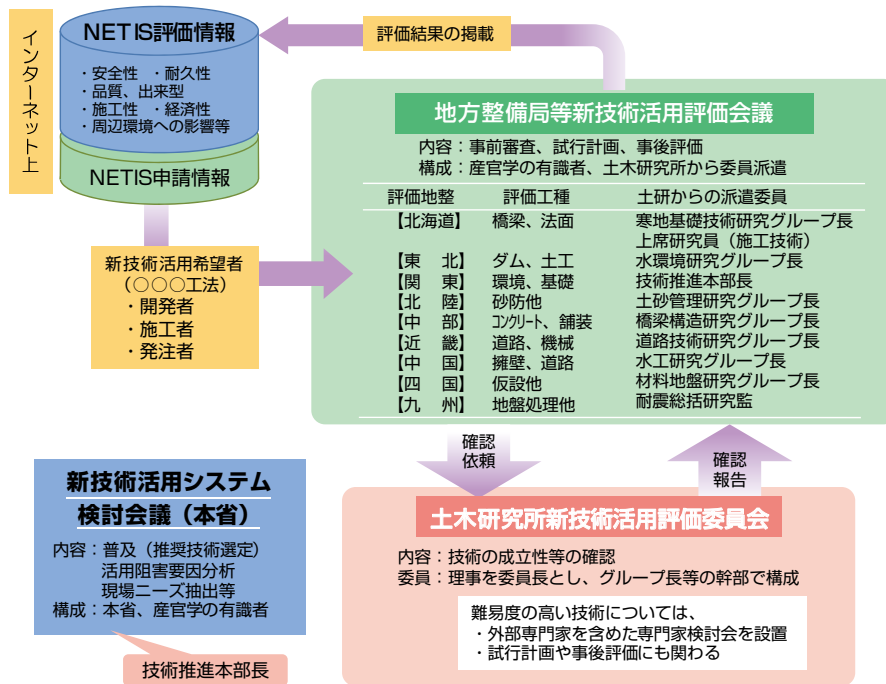 インターネット上
NETIS評価情報
・安全性　・耐久性
・品質、出来型
・施工性　・経済性
・周辺環境への影響等
NETIS申請情報
評価結果の掲載
新技術活用希望者
（○○○工法）
・開発者
・施工者
・発注者
地方整備局等新技術活用評価会議
内容：事前審査、試行計画、事後評価
構成：産官学の有識者、土木研究所から委員派遣
評価地整　評価工種　土研からの派遣委員
【北海道】　橋梁、法面　寒地基礎技術研究グループ長
上席研究員（施工技術）
【東　北】　ダム、土工　水環境研究グループ長
【関　東】　環境、基礎　技術推進本部長
【北　陸】　砂防他　土砂管理研究グループ長
【中　部】　コンクリート、舗装　橋梁構造研究グループ長
【近　畿】　道路、機械　道路技術研究グループ長
【中　国】　擁壁、道路　水工研究グループ長
【四　国】　仮設他　材料地盤研究グループ長
【九　州】　地盤処理他　耐震総括研究監
確認
依頼
確認
報告
新技術活用システム
検討会議（本省）
内容：普及（推奨技術選定）
活用阻害要因分析
現場ニーズ抽出等
構成：本省、産官学の有識者
技術推進本部長
土木研究所新技術活用評価委員会
内容：技術の成立性等の確認
委員：理事を委員長とし、グループ長等の幹部で構成
難易度の高い技術については、
・外部専門家を含めた専門家検討会を設置
・試行計画や事後評価にも関わる